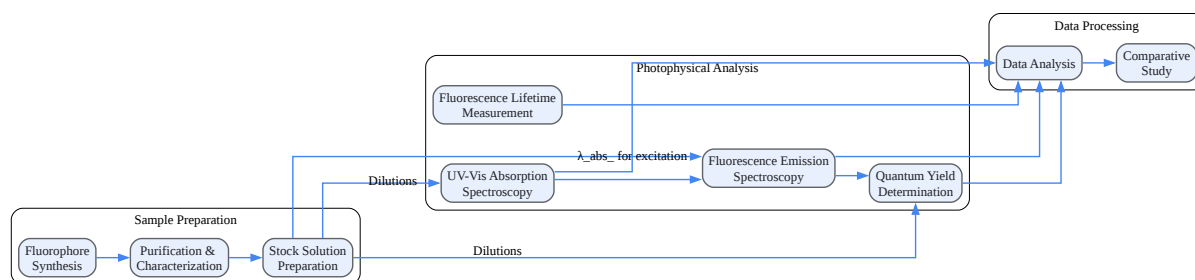 Data Processing
Data Analysis
Comparative
Study
Photophysical Analysis
Fluorescence Lifetime
Measurement
λ_abs_ for excitation
Fluorescence Emission
Spectroscopy
Dilutions
UV-Vis Absorption
Spectroscopy
Quantum Yield
Determination
Sample Preparation
Fluorophore
Synthesis
Purification &
Characterization
Stock Solution
Preparation
Dilutions